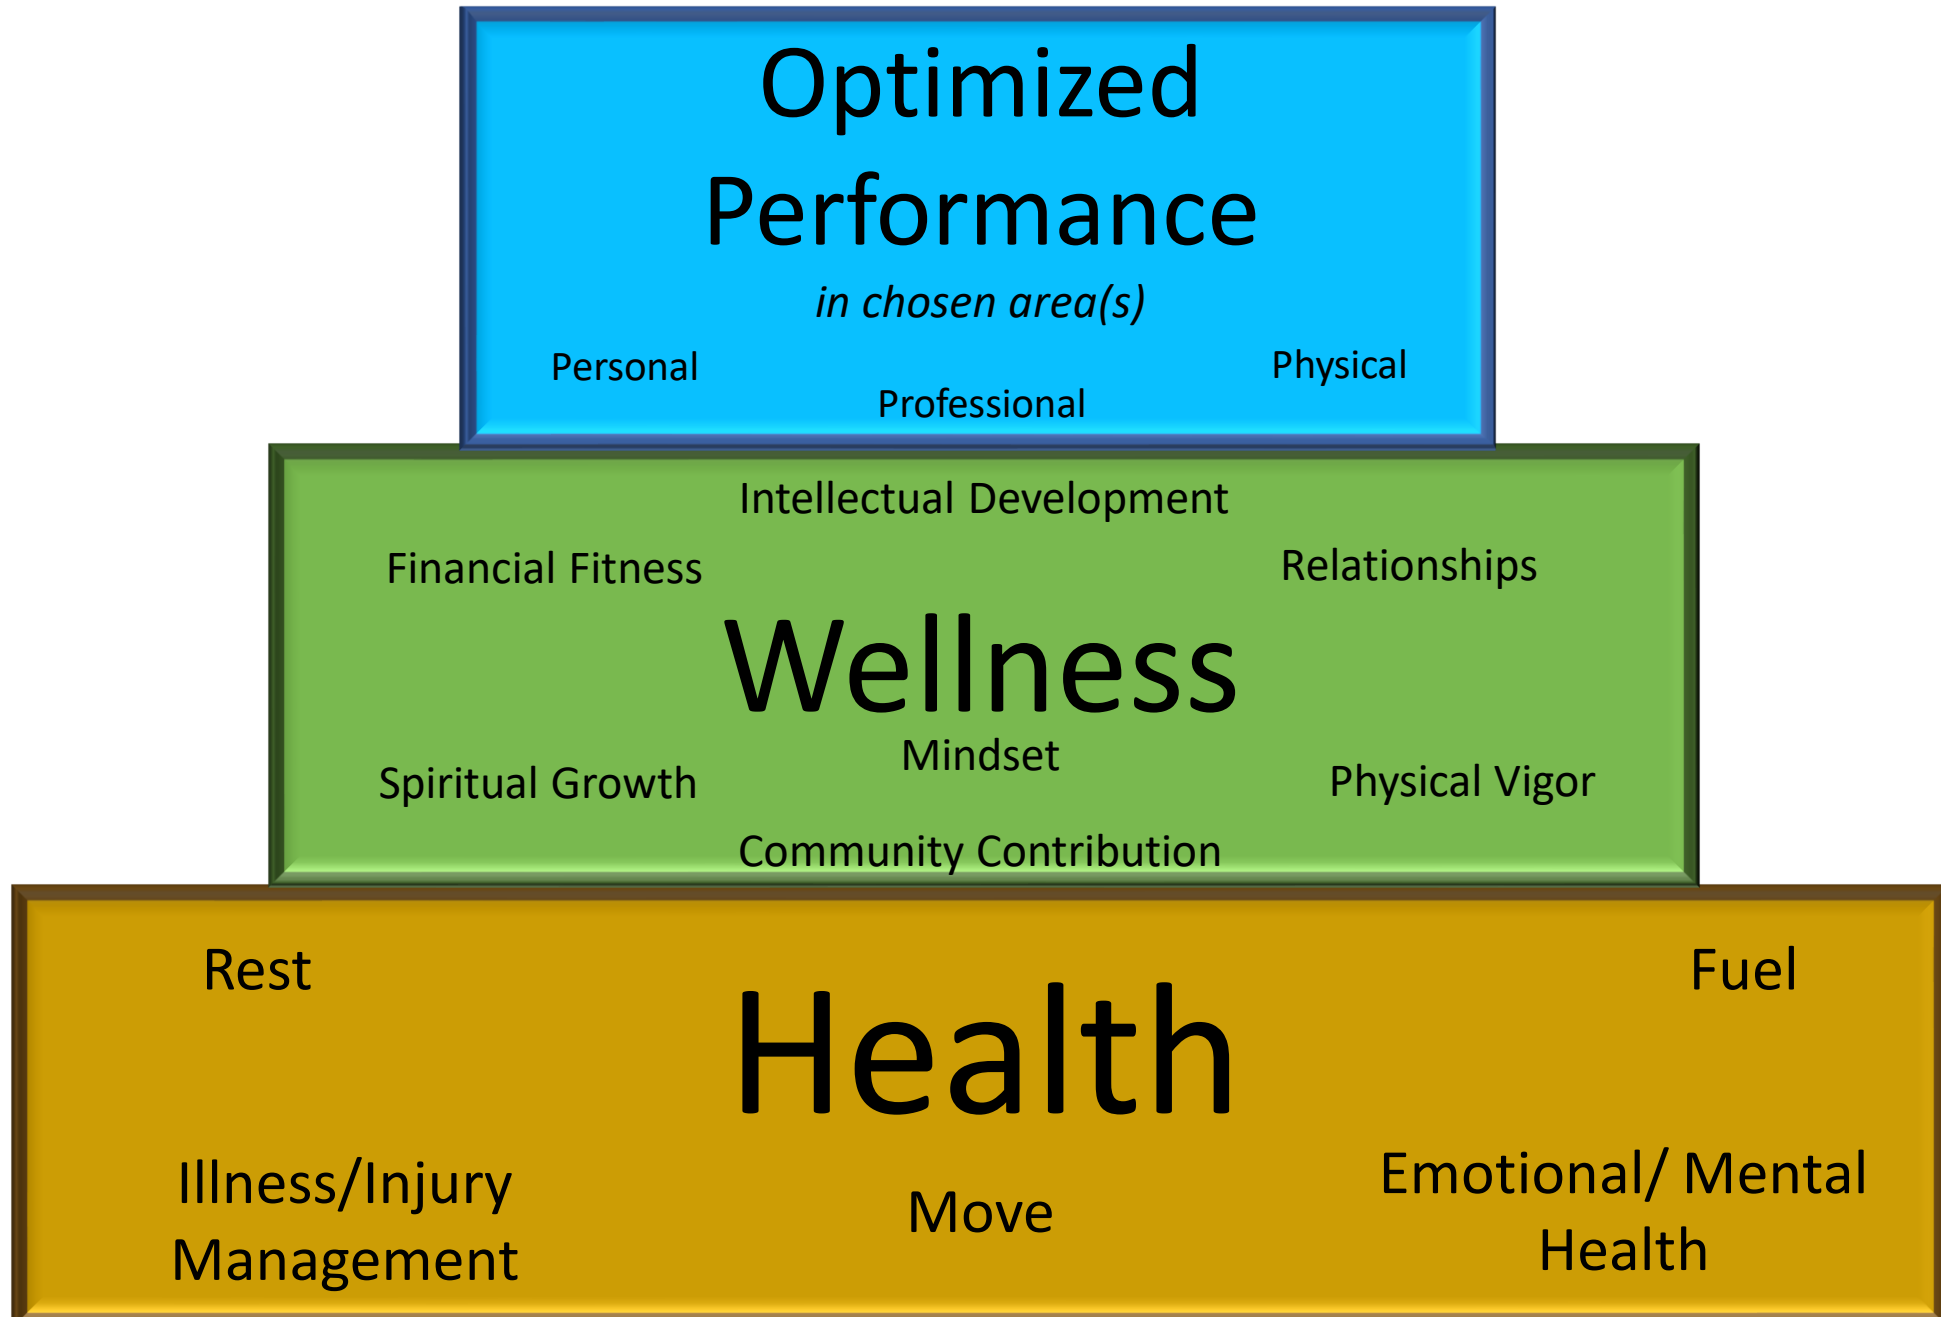 Optimized
Performance
in chosen area(s)
Personal
Physical
Professional
Intellectual Development
Financial Fitness
Relationships
Wellness
Mindset
Spiritual Growth
Physical Vigor
Community Contribution
Rest
Fuel
Health
Illness/Injury
Management
Move
Emotional/ Mental
Health